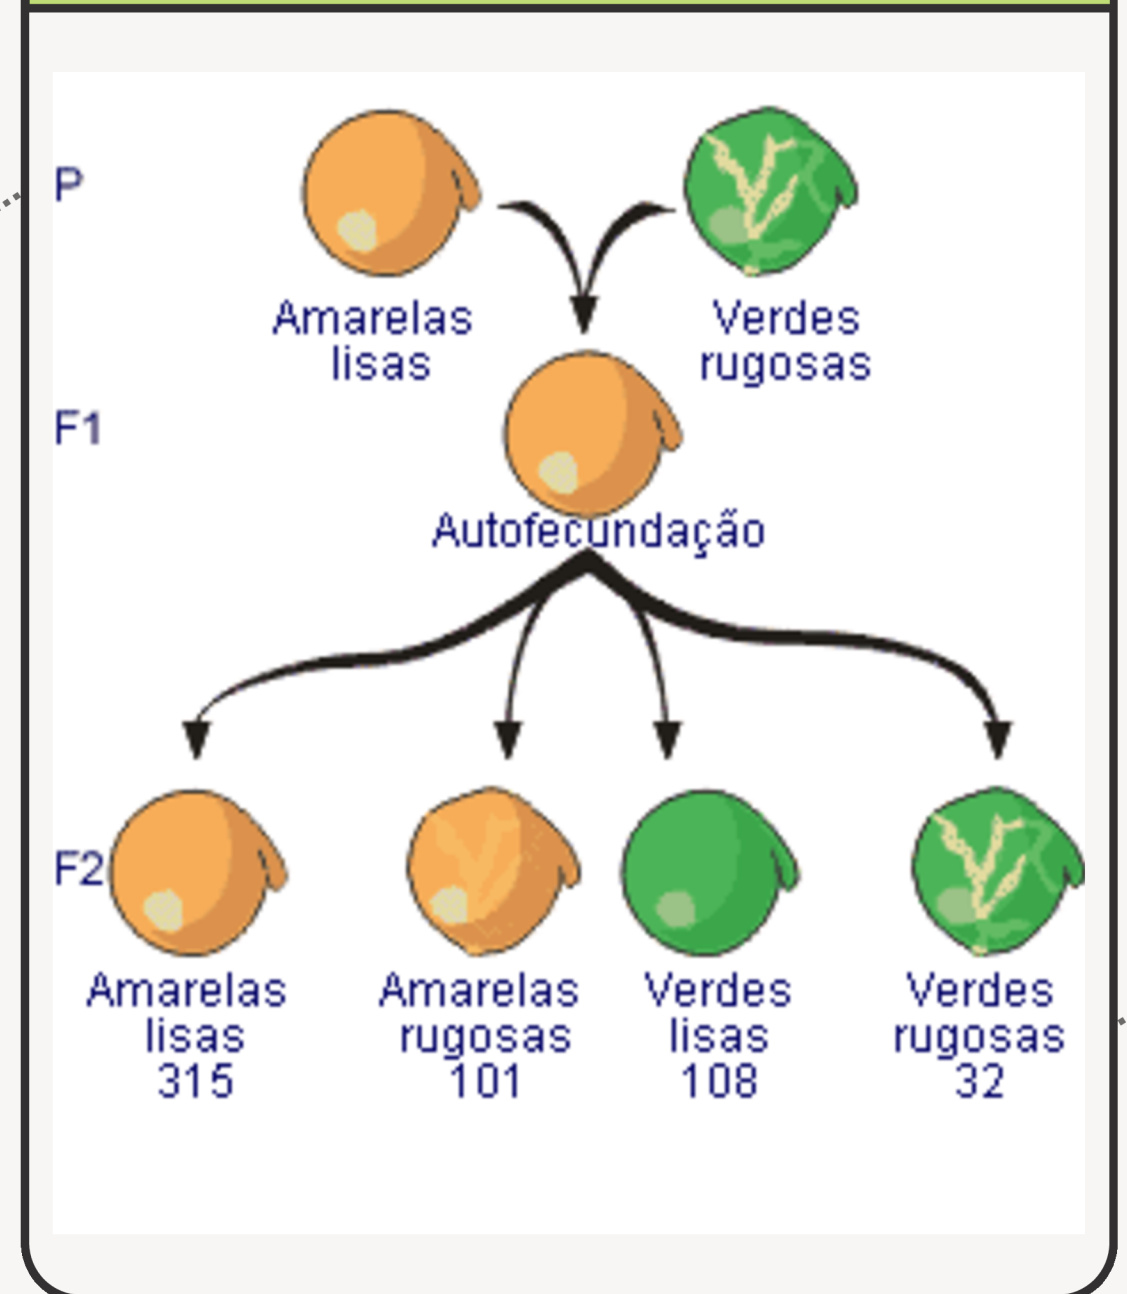 P
Amarelas
lisas
Verdes
rugosas
F1
Autofecundação
F2
Amarelas
lisas
315
Amarelas
rugosas
101
Verdes
lisas
108
Verdes
rugosas
32